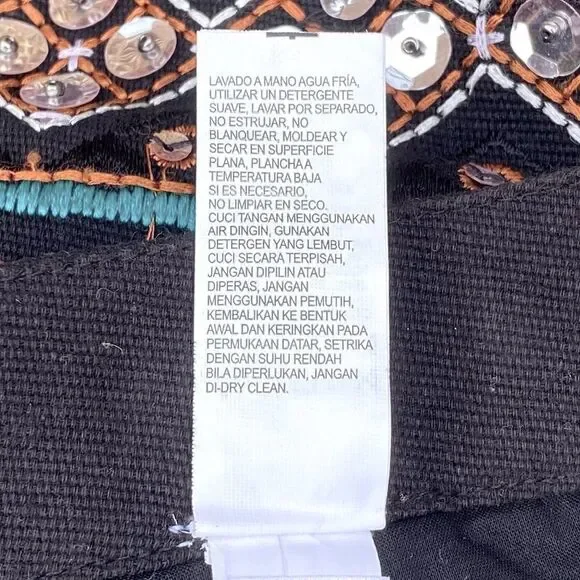 LAVADO A MANO AGUA FRÍA,
UTILIZAR UN DETERGENTE
SUAVE, LAVAR POR SEPARADO,
NO ESTRUJAR, NO
BLANQUEAR, MOLDEAR Y
SECAR EN SUPERFICIE
PLANA, PLANCHA A
TEMPERATURA BAJA
SI ES NECESARIO,
NO LIMPIAR EN SECO.
CUCI TANGAN MENGGUNAKAN
AIR DINGIN, GUNAKAN
DETERGEN YANG LEMBUT,
CUCI SECARA TERPISAH,
JANGAN DIPILIN ATAU
DIPERAS, JANGAN
MENGGUNAKAN PEMUTIH,
KEMBALIKAN KE BENTUK
AWAL DAN KERINGKAN PADA
PERMUKAAN DATAR, SETRIKA
DENGAN SUHU RENDAH
BILA DIPERLUKAN, JANGAN
DI-DRY CLEAN.